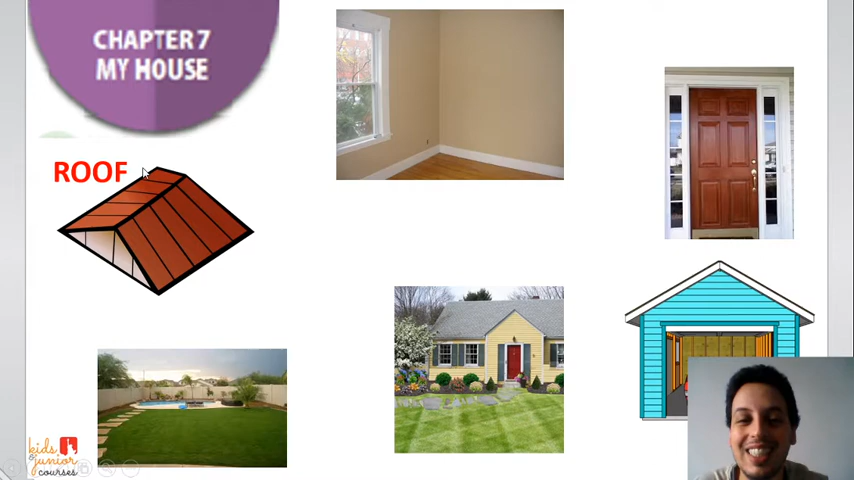 CHAPTER 7
MY HOUSE
ROOF
kids
& junior
courses